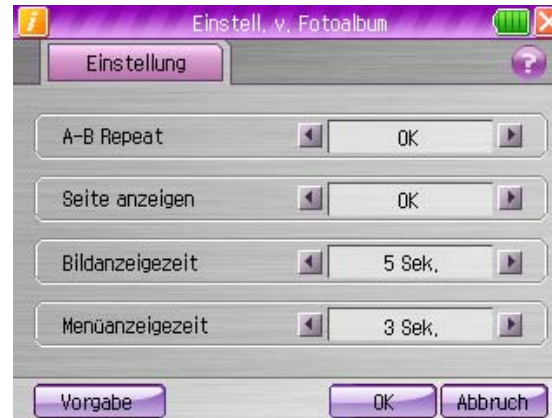 Einstell. v. Fotoalbum
Einstellung
?
A-B Repeat OK
Seite anzeigen OK
Bildanzeigezeit 5 Sek.
Menüanzeigezeit 3 Sek.
Vorgabe OK Abbruch